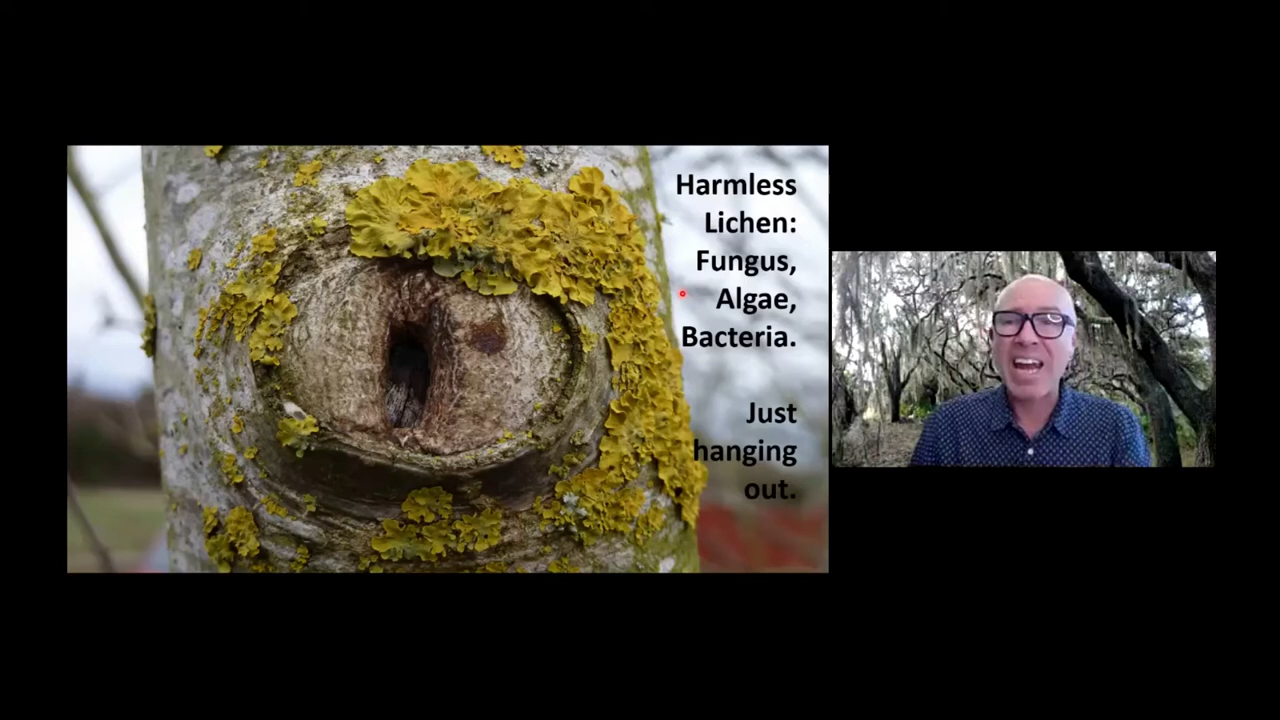 Harmless
Lichen:
Fungus,
Algae,
Bacteria.
Just
hanging
out.